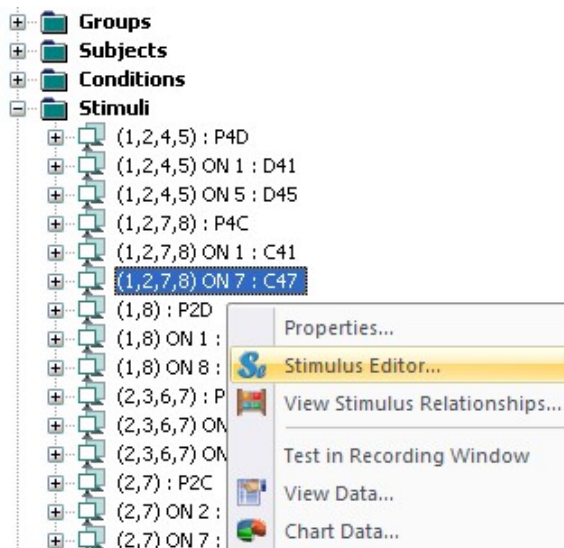 Groups
Subjects
Conditions
Stimuli
(1,2,4,5) : P4D
(1,2,4,5) ON 1 : D41
(1,2,4,5) ON 5 : D45
(1,2,7,8) : P4C
(1,2,7,8) ON 1 : C41
(1,2,7,8) ON 7 : C47
(1,8) : P2D
(1,8) ON 1 :
(1,8) ON 8 :
(2,3,6,7) : P
(2,3,6,7) ON
(2,3,6,7) ON
(2,7) : P2C
(2,7) ON 2 :
(2,7) ON 7 :
Properties...
Stimulus Editor...
View Stimulus Relationships...
Test in Recording Window
View Data...
Chart Data...